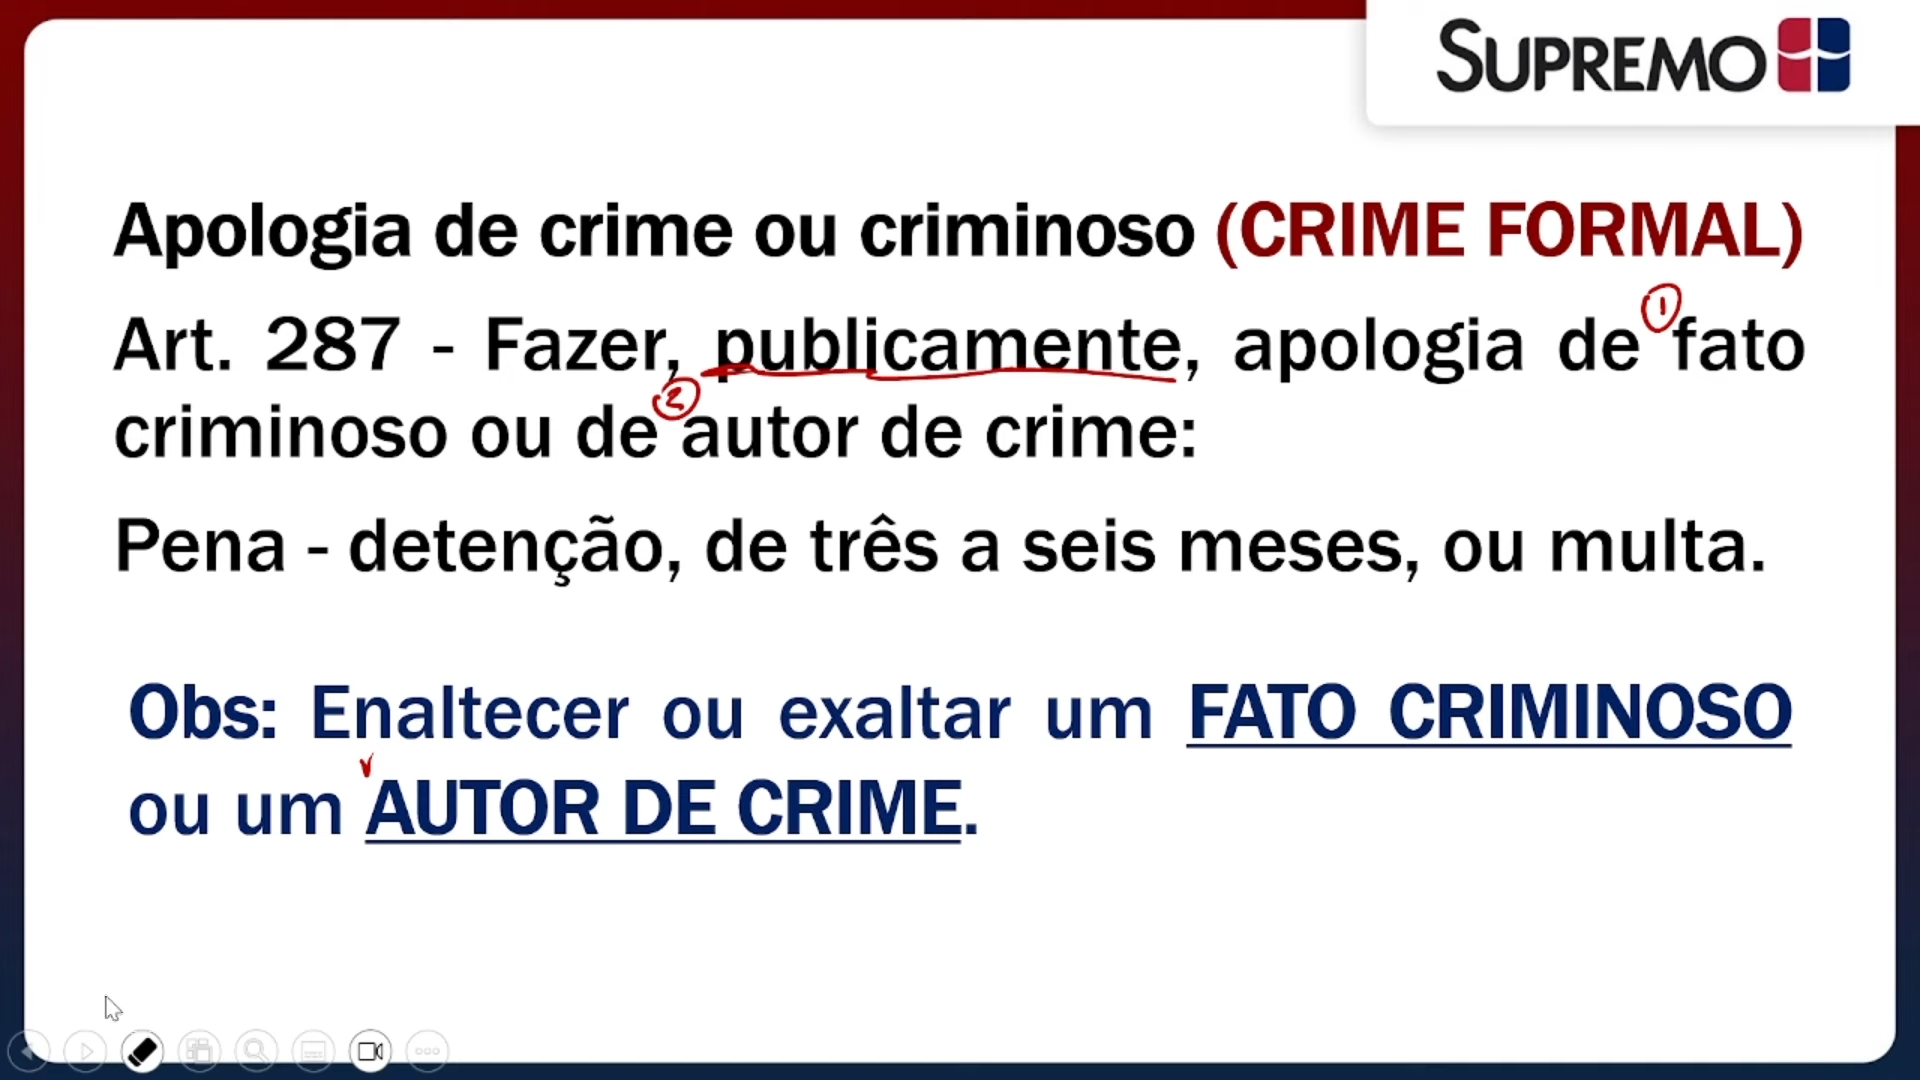 SUPREMO
Apologia de crime ou criminoso (CRIME FORMAL)
1
Art. 287 - Fazer, publicamente, apologia de fato
2
criminoso ou de autor de crime:
Pena - detenção, de três a seis meses, ou multa.
Obs: Enaltecer ou exaltar um FATO CRIMINOSO
ou um AUTOR DE CRIME.